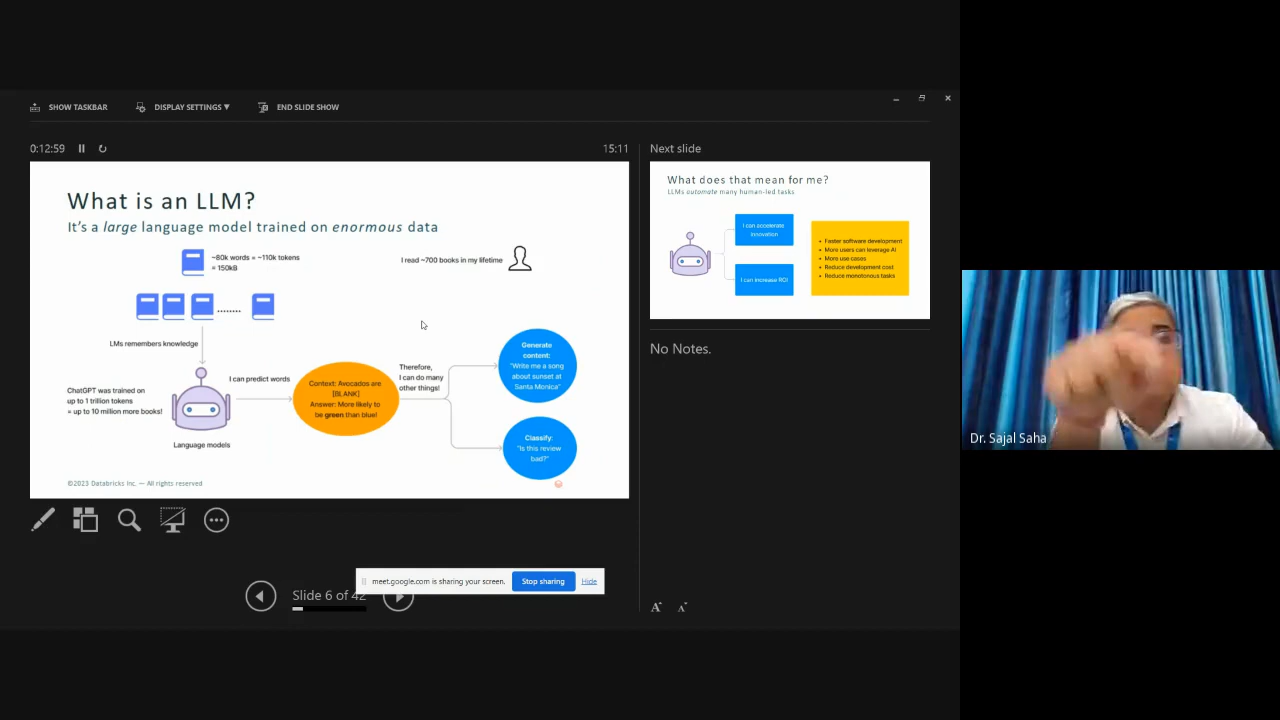 SHOW TASKBAR
DISPLAY SETTINGS ▼
END SLIDE SHOW
0:12:59
15:11
What is an LLM?
It's a large language model trained on enormous data
~80k words = ~110k tokens
= 150kB
I read ~700 books in my lifetime
........
LMs remembers knowledge
ChatGPT was trained on
up to 1 trillion tokens
= up to 10 million more books!
I can predict words
Language models
Context: Avocados are
[BLANK]
Answer: More likely to
be green than blue!
Therefore,
I can do many
other things!
Generate
content:
"Write me a song
about sunset at
Santa Monica"
Classify:
"Is this review
bad?"
©2023 Databricks Inc. — All rights reserved
Next slide
What does that mean for me?
LLMs automate many human-led tasks
I can accelerate
innovation
I can increase ROI
• Faster software development
• More users can leverage AI
• More use cases
• Reduce development cost
• Reduce monotonous tasks
No Notes.
Dr. Sajal Saha
meet.google.com is sharing your screen.
Stop sharing
Hide
Slide 6 of 42
A
A